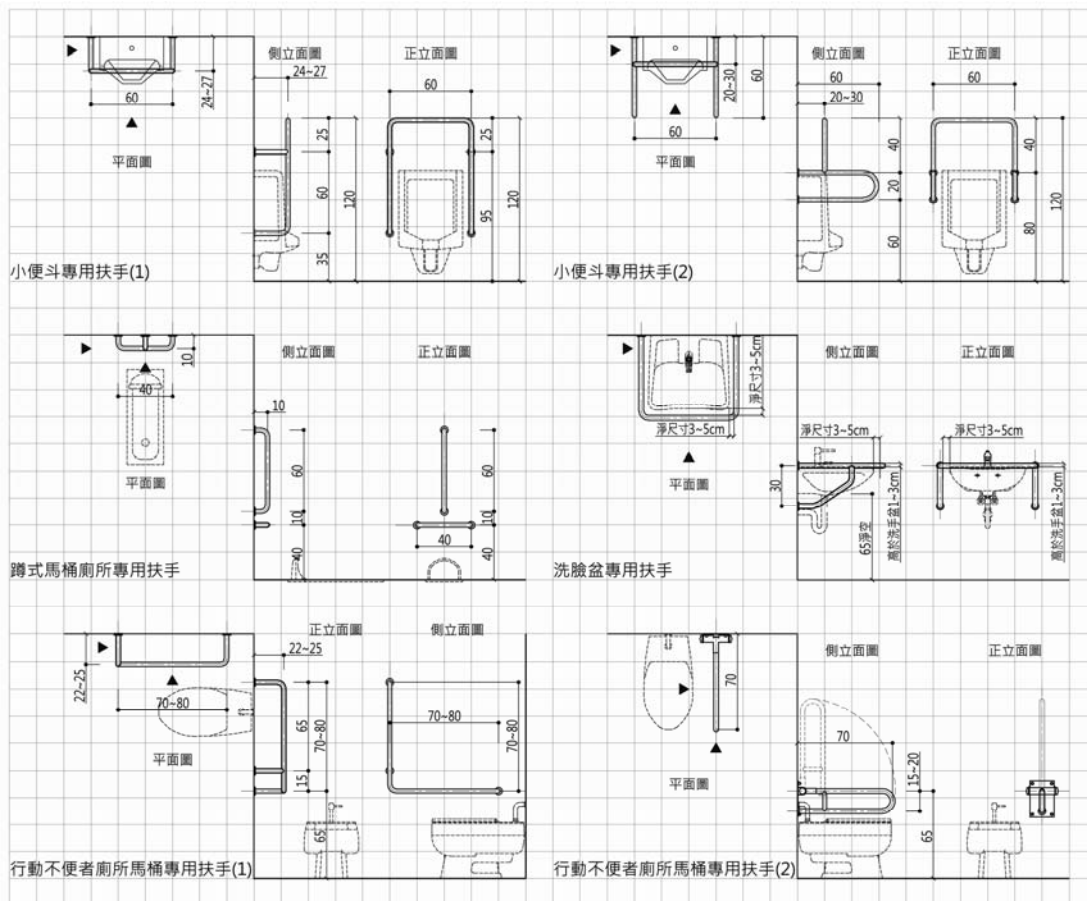 側立面圖
正立面圖
24~27
24~27
60
平面圖
25
60
35
120
60
25
95
120
小便斗專用扶手(1)
側立面圖
正立面圖
20~30
60
60
平面圖
60
20~30
40
20
60
60
40
80
120
小便斗專用扶手(2)
側立面圖
正立面圖
10
40
平面圖
10
60
10
40
60
10
40
40
蹲式馬桶廁所專用扶手
側立面圖
正立面圖
淨尺寸3~5cm
淨尺寸3~5cm
平面圖
淨尺寸3~5cm
30
65淨空
高於洗手盆1~3cm
淨尺寸3~5cm
高於洗手盆1~3cm
洗臉盆專用扶手
正立面圖
側立面圖
22~25
70~80
平面圖
22~25
65
15
70~80
65
70~80
70~80
行動不便者廁所馬桶專用扶手(1)
側立面圖
正立面圖
70
平面圖
70
15~20
65
行動不便者廁所馬桶專用扶手(2)